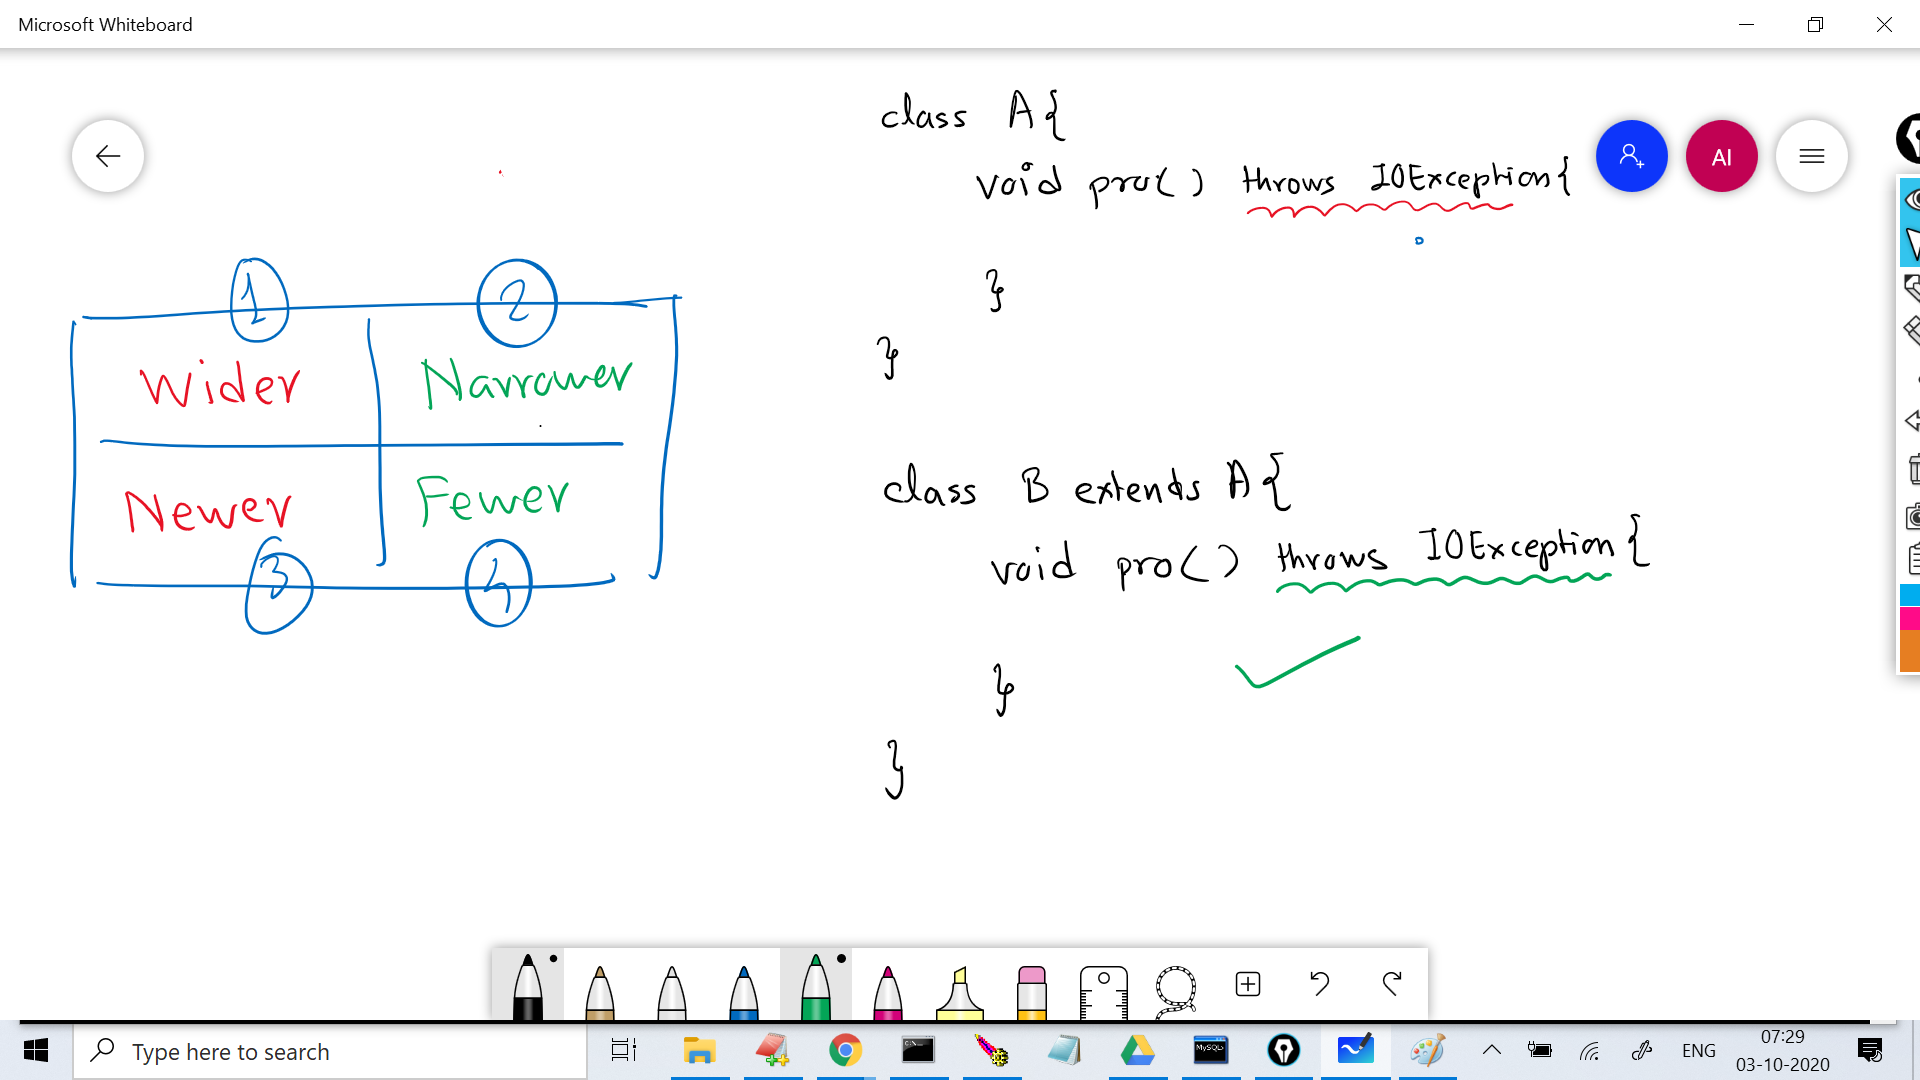 Microsoft Whiteboard
class A{
void pro() throws IOException{
}
}
AI
1 2
Wider Narrower
Newer Fewer
3 4
class B extends A{
void pro() throws IOException{
}
}
Type here to search
MySQL
ENG
07:29
03-10-2020